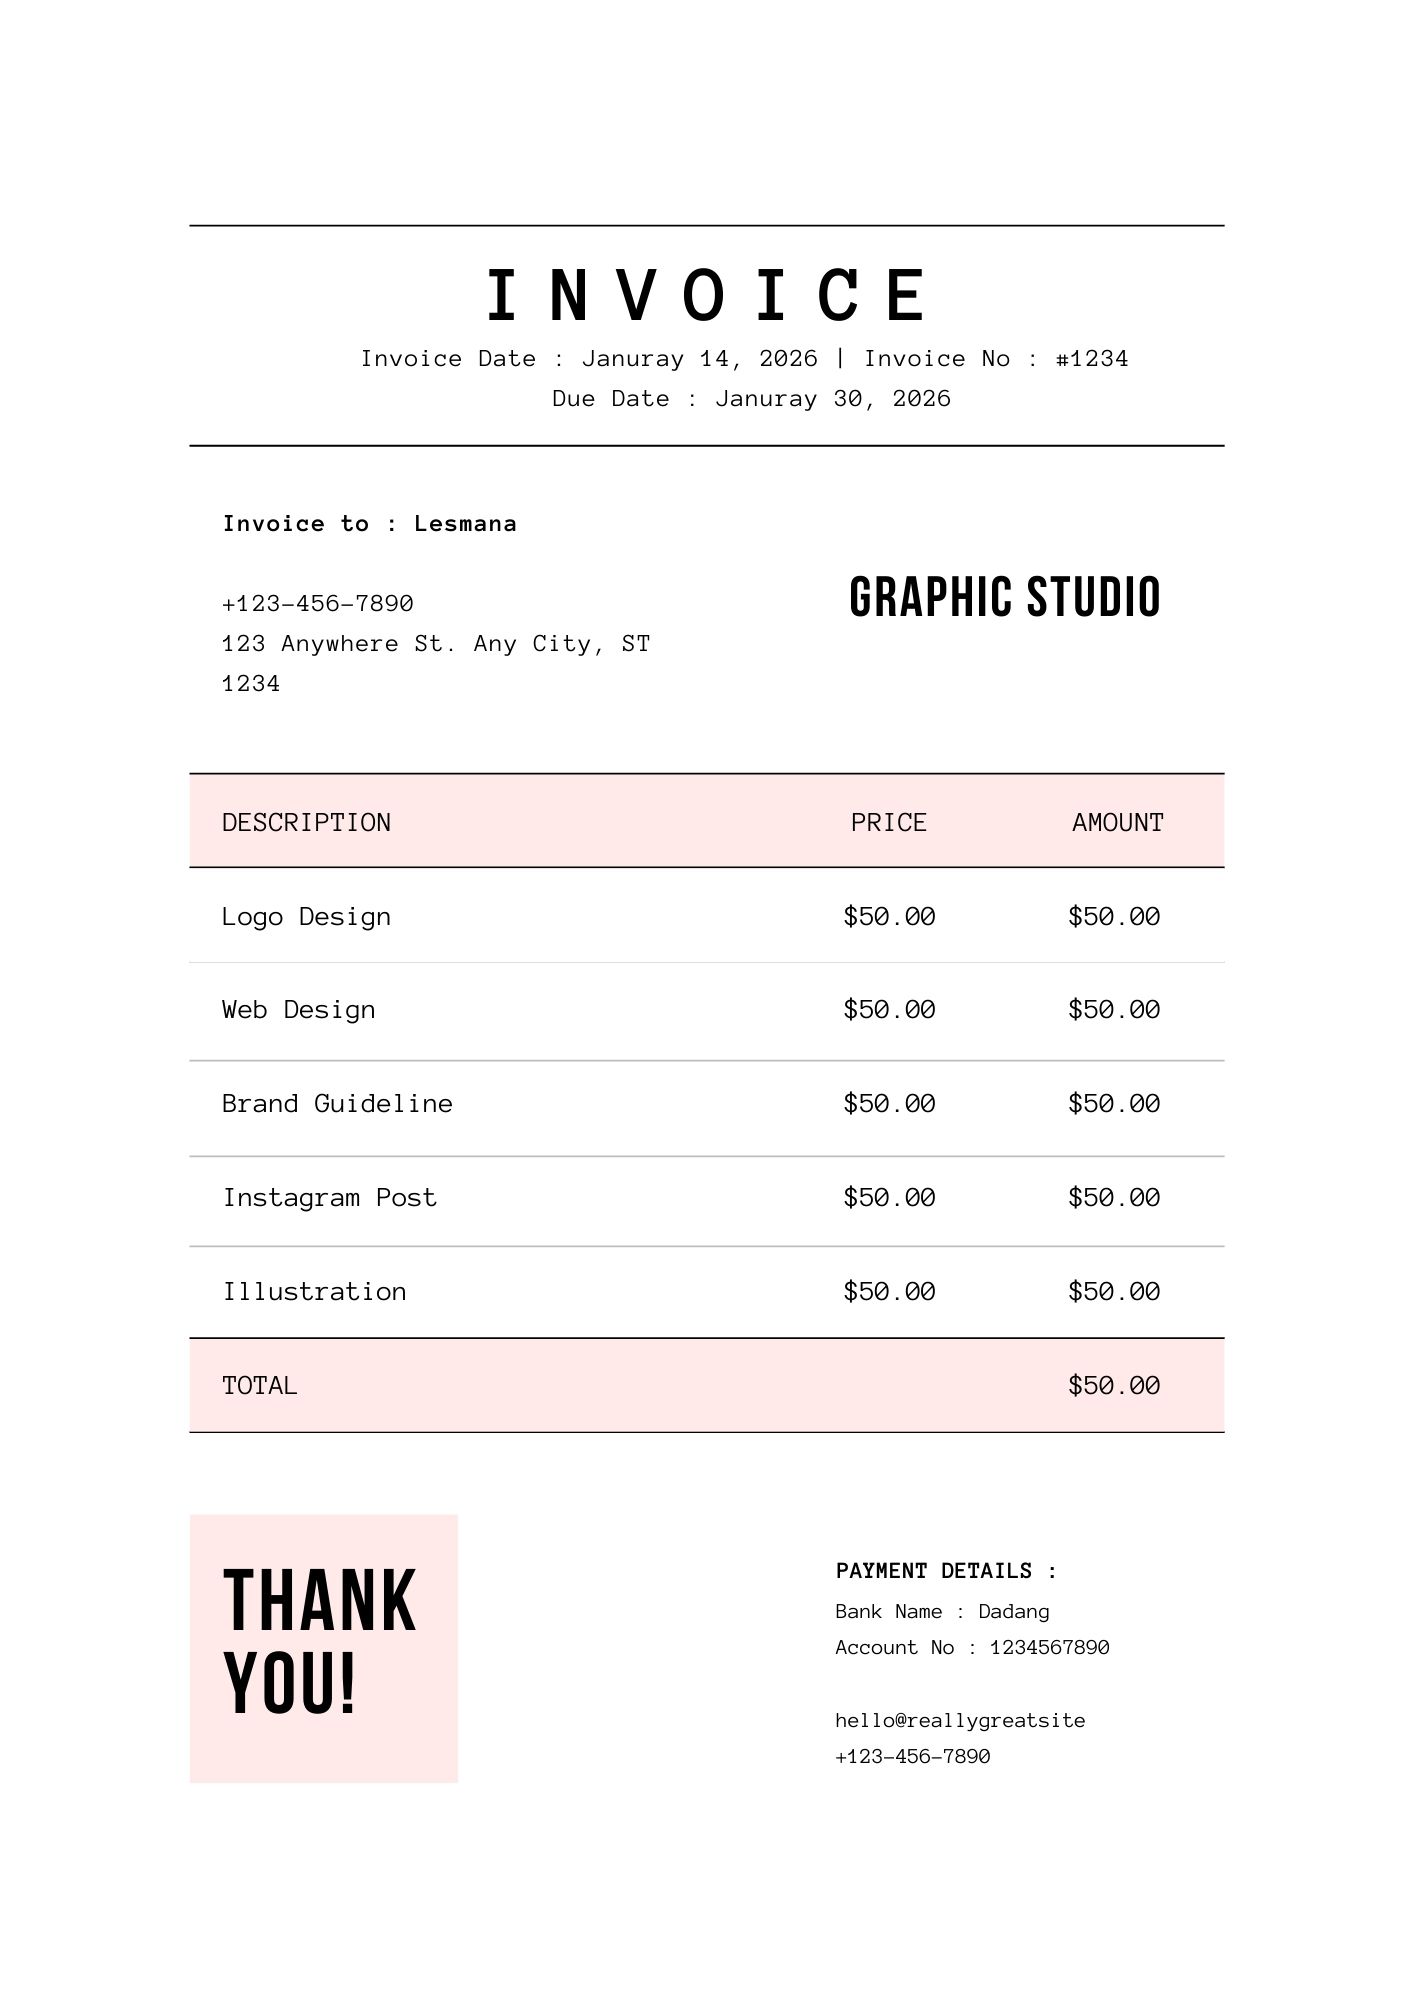 INVOICE
Invoice Date : Januray 14, 2026 | Invoice No : #1234
Due Date : Januray 30, 2026
Invoice to : Lesmana
+123-456-7890
123 Anywhere St. Any City, ST
1234
GRAPHIC STUDIO
DESCRIPTION PRICE AMOUNT
Logo Design $50.00 $50.00
Web Design $50.00 $50.00
Brand Guideline $50.00 $50.00
Instagram Post $50.00 $50.00
Illustration $50.00 $50.00
TOTAL $50.00
THANK
YOU!
PAYMENT DETAILS :
Bank Name : Dadang
Account No : 1234567890
hello@reallygreatsite
+123-456-7890